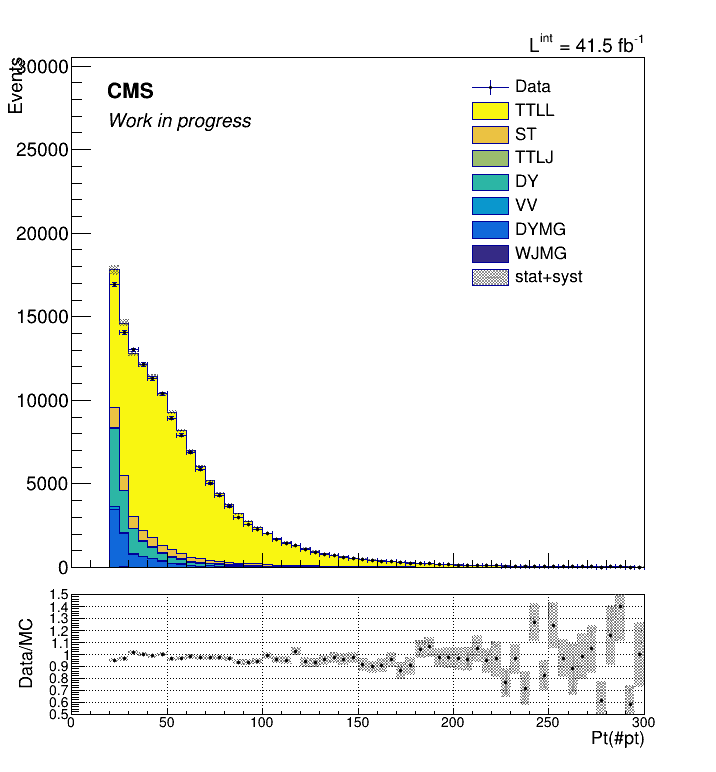 L^int = 41.5 fb^-1
Events
30000
25000
20000
15000
10000
5000
0
CMS
Work in progress
Data
TTLL
ST
TTLJ
DY
VV
DYMG
WJMG
stat+syst
Data/MC
1.5
1.4
1.3
1.2
1.1
1
0.9
0.8
0.7
0.6
0.5
0 50 100 150 200 250 300
Pt(#pt)